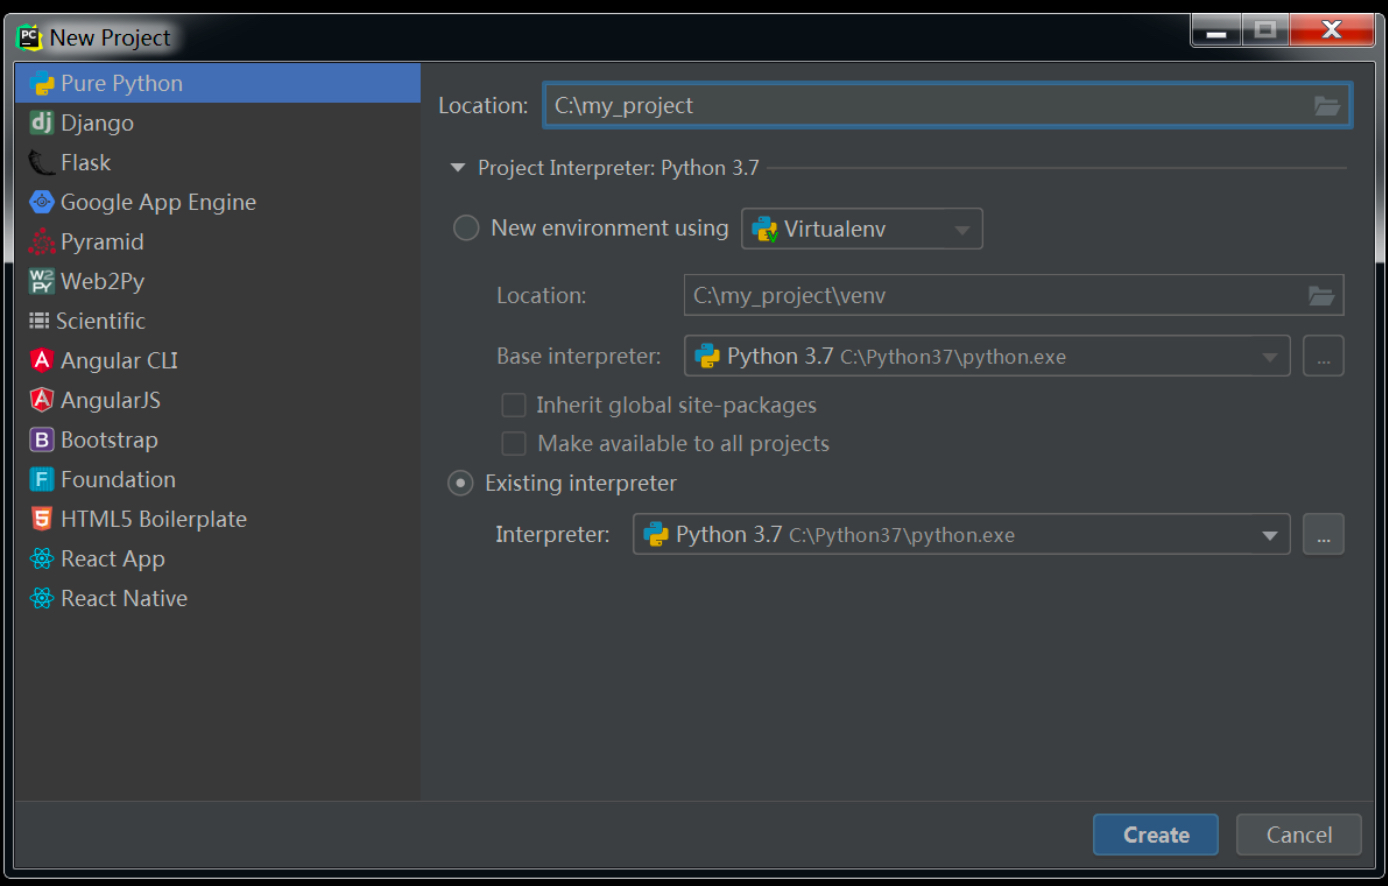 New Project
Pure Python
Django
Flask
Google App Engine
Pyramid
Web2Py
Scientific
Angular CLI
AngularJS
Bootstrap
Foundation
HTML5 Boilerplate
React App
React Native
Location: C:\my_project
Project Interpreter: Python 3.7
New environment using Virtualenv
Location: C:\my_project\venv
Base interpreter: Python 3.7 C:\Python37\python.exe ...
Inherit global site-packages
Make available to all projects
Existing interpreter
Interpreter: Python 3.7 C:\Python37\python.exe ...
Create Cancel